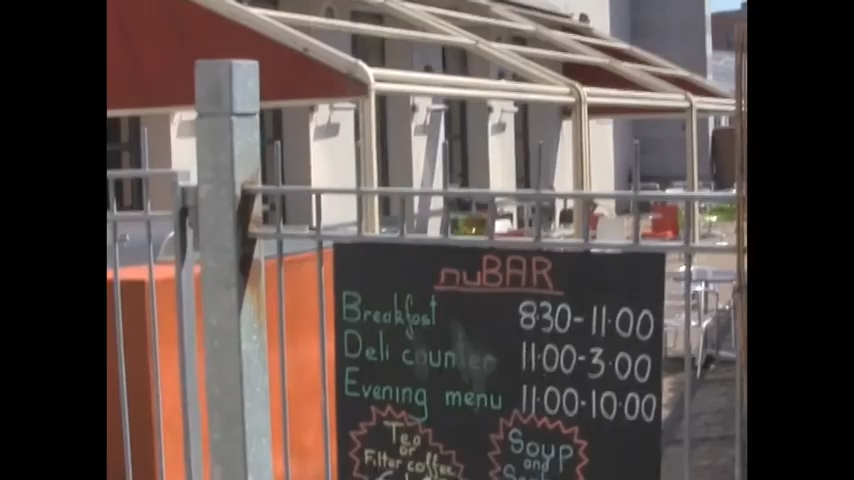 nuBAR
Breakfast 8:30-11:00
Deli counter 11:00-3:00
Evening menu 11:00-10:00
Tea
or
Filter coffee
Soup
and